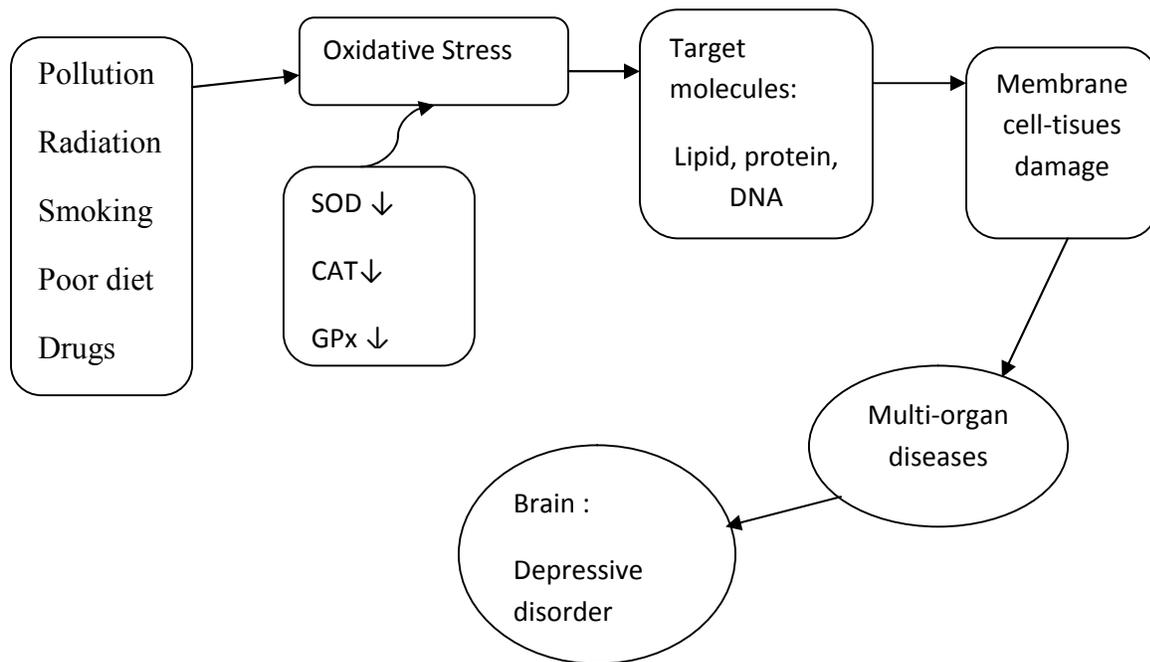 Pollution
Radiation
Smoking
Poor diet
Drugs
Oxidative Stress
SOD ↓
CAT↓
GPx ↓
Target
molecules:
Lipid, protein,
DNA
Membrane
cell-tisues
damage
Multi-organ
diseases
Brain :
Depressive
disorder